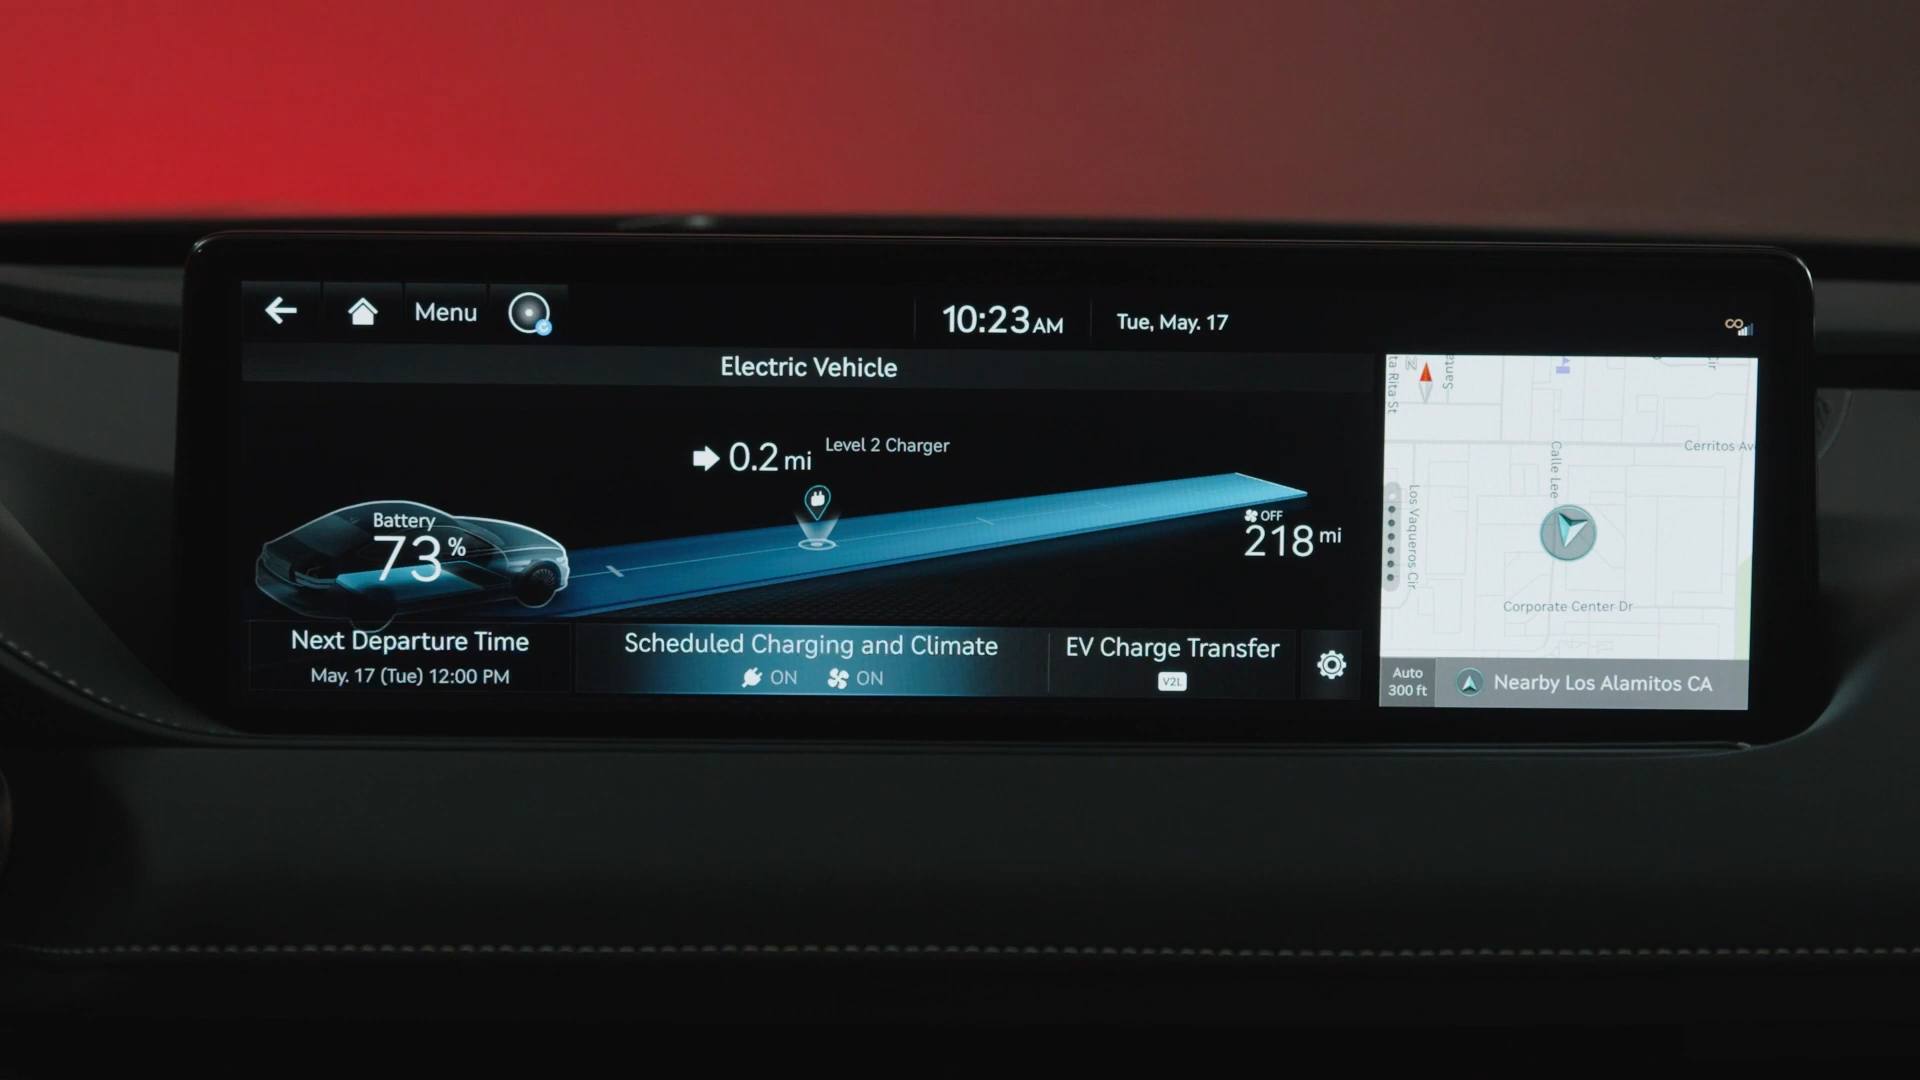 Menu
10:23 AM
Tue, May. 17
Electric Vehicle
0.2 mi
Level 2 Charger
Battery
73 %
OFF
218 mi
Next Departure Time
May. 17 (Tue) 12:00 PM
Scheduled Charging and Climate
ON
ON
EV Charge Transfer
V2L
ta Rita St
N
Santa
Cir
Cerritos Av
Calle Lee
Los Vaqueros Cir
Corporate Center Dr
Auto
300 ft
Nearby Los Alamitos CA